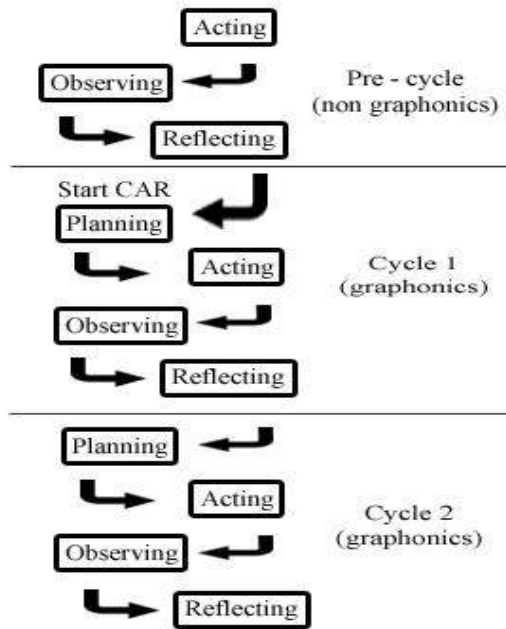 Acting
Observing
Pre - cycle
(non graphonics)
Reflecting
Start CAR
Planning
Acting
Cycle 1
(graphonics)
Observing
Reflecting
Planning
Acting
Cycle 2
(graphonics)
Observing
Reflecting